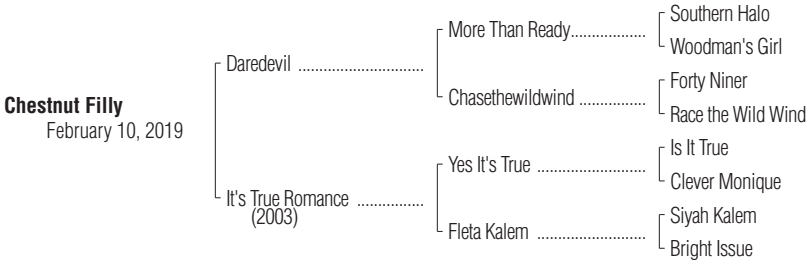 Southern Halo
More Than Ready..................
Woodman's Girl
Daredevil ..............................
Forty Niner
Chasethewildwind ................
Race the Wild Wind
Chestnut Filly
February 10, 2019
Is It True
Yes It's True ..........................
Clever Monique
It's True Romance ................
(2003)
Siyah Kalem
Fleta Kalem ..........................
Bright Issue